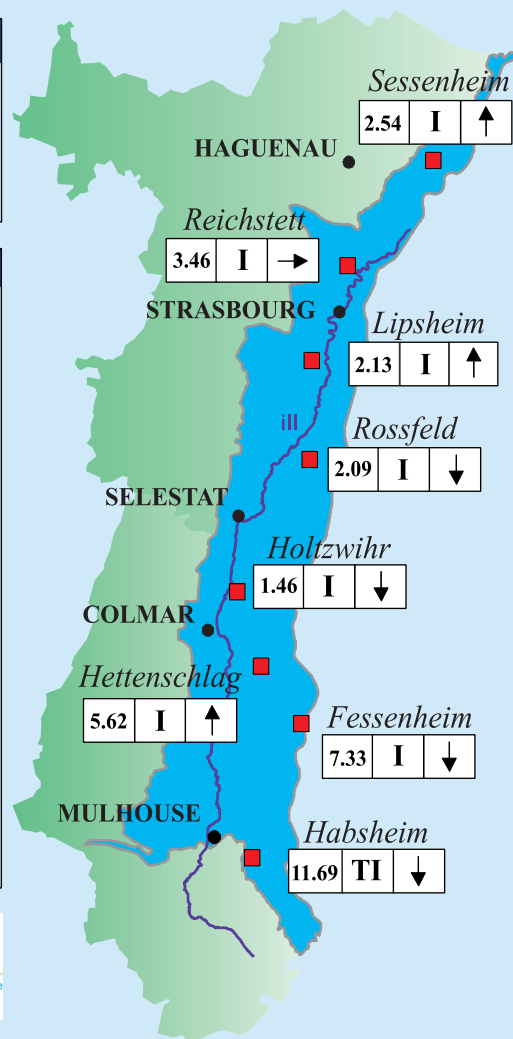 Sessenheim
2.54 I ↑
HAGUENAU
Reichstett
3.46 I →
STRASBOURG
Lipsheim
2.13 I ↑
ill
Rossfeld
2.09 I ↓
SELESTAT
Holtzwihr
1.46 I ↓
COLMAR
Hettenschlag
5.62 I ↑
Fessenheim
7.33 I ↓
MULHOUSE
Habsheim
11.69 TI ↓